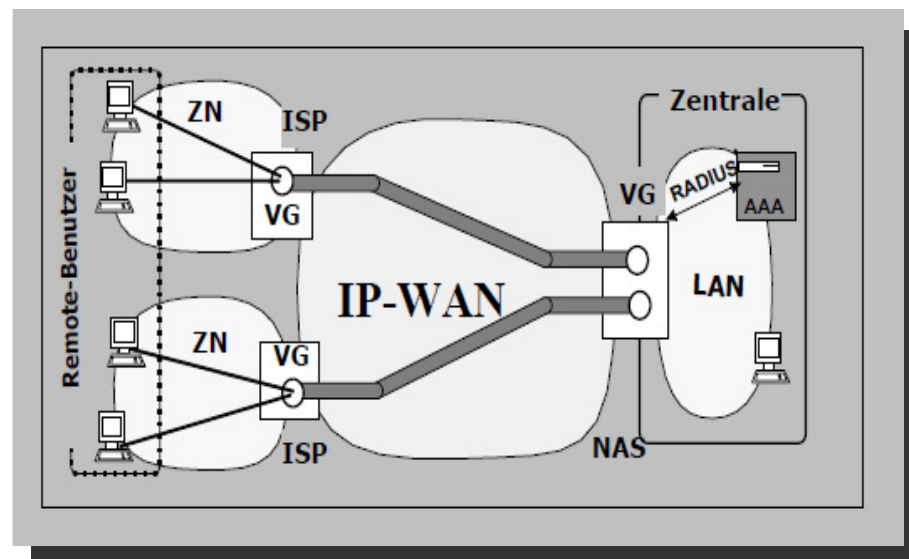 Remote-Benutzer
ZN
ISP
VG
ZN
VG
ISP
IP-WAN
Zentrale
VG
RADIUS
AAA
LAN
NAS